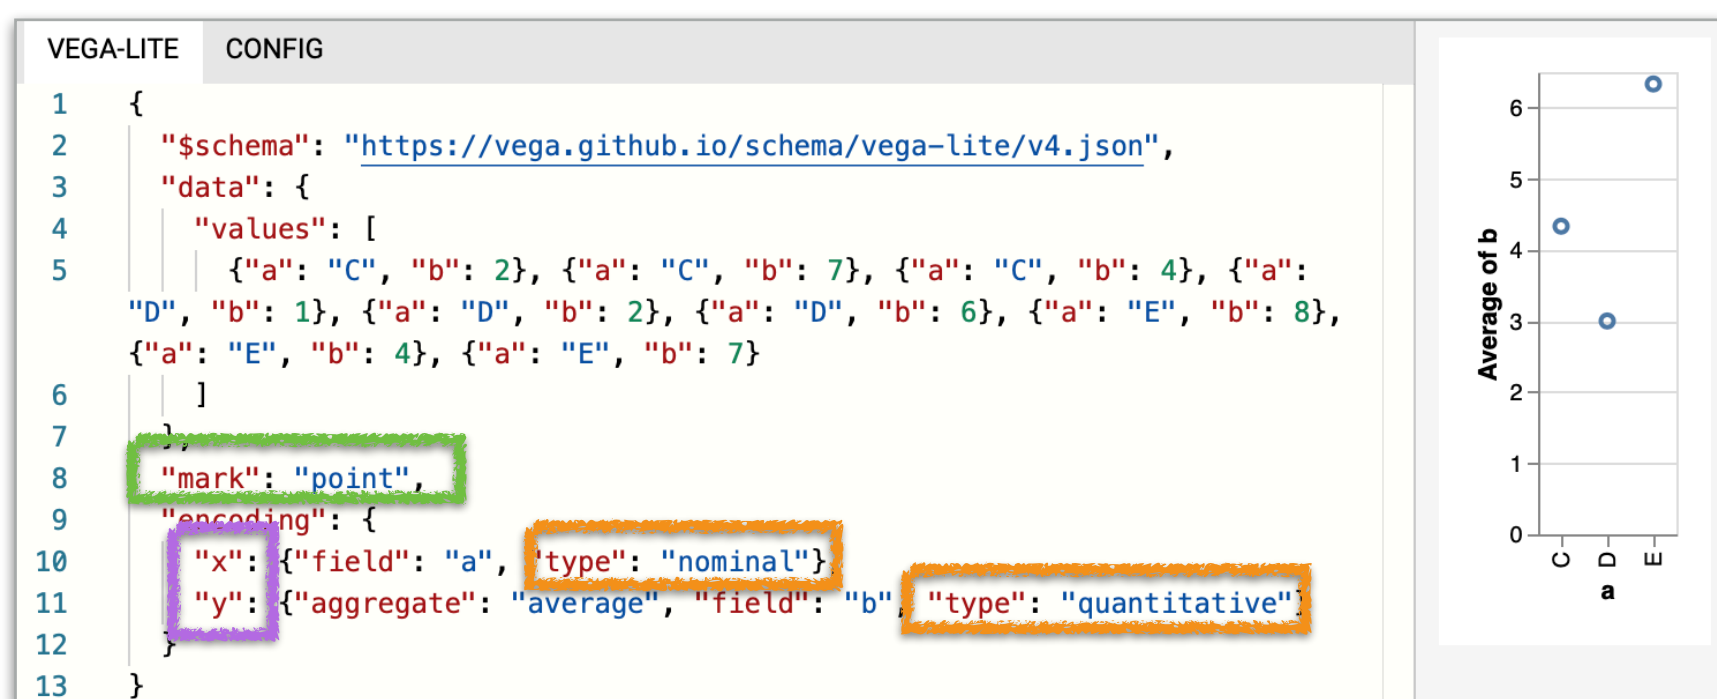 VEGA-LITE CONFIG
1 {
2 "$schema": "https://vega.github.io/schema/vega-lite/v4.json",
3 "data": {
4 "values": [
5 {"a": "C", "b": 2}, {"a": "C", "b": 7}, {"a": "C", "b": 4}, {"a":
"D", "b": 1}, {"a": "D", "b": 2}, {"a": "D", "b": 6}, {"a": "E", "b": 8},
{"a": "E", "b": 4}, {"a": "E", "b": 7}
6 ]
7 },
8 "mark": "point",
9 "encoding": {
10 "x": {"field": "a", "type": "nominal"}
11 "y": {"aggregate": "average", "field": "b", "type": "quantitative"}
12 }
13 }
Average of b
6
5
4
3
2
1
0
C D E
a